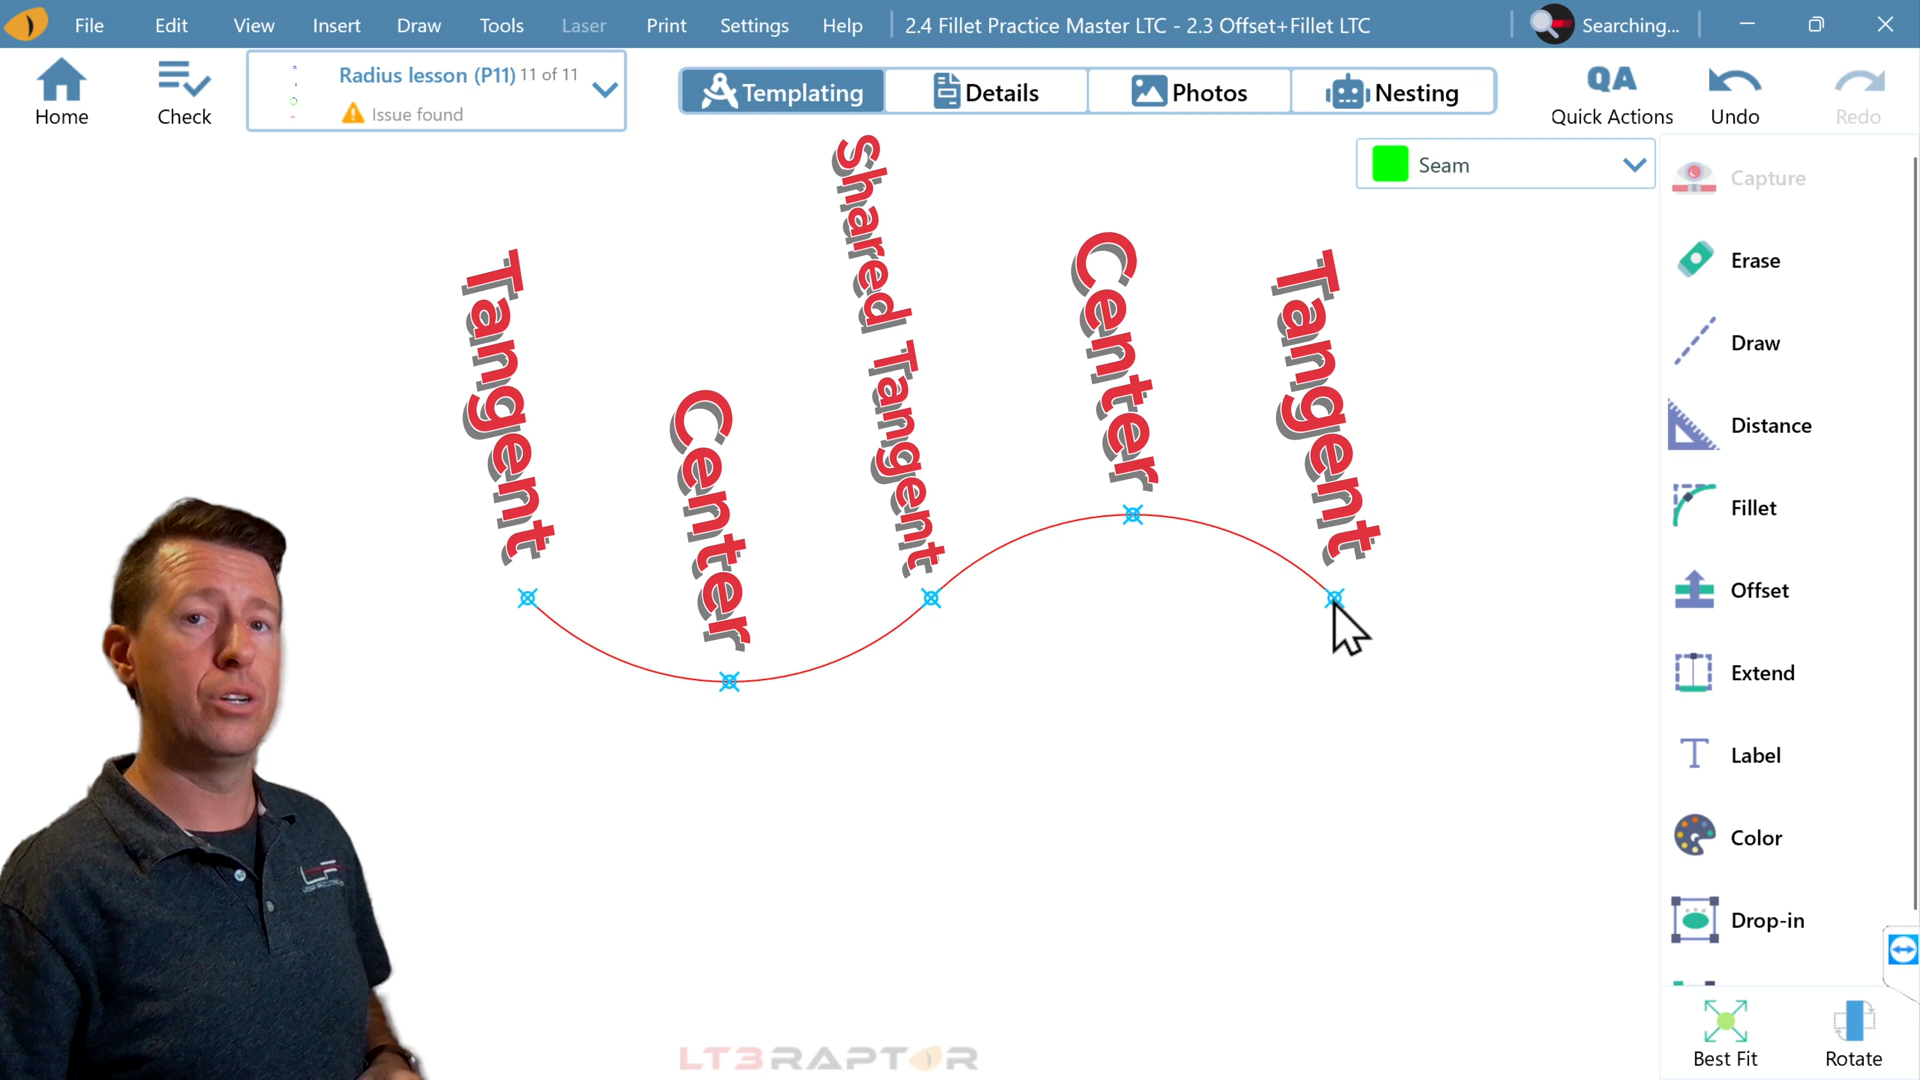 File Edit View Insert Draw Tools Laser Print Settings Help 2.4 Fillet Practice Master LTC - 2.3 Offset+Fillet LTC Searching...
Home
Check
Radius lesson (P11) 11 of 11
Issue found
Templating
Details
Photos
Nesting
QA
Quick Actions
Undo
Redo
Seam
Tangent
Center
Shared Tangent
Center
Tangent
Capture
Erase
Draw
Distance
Fillet
Offset
Extend
Label
Color
Drop-in
Best Fit
Rotate
LT3RAPTOR